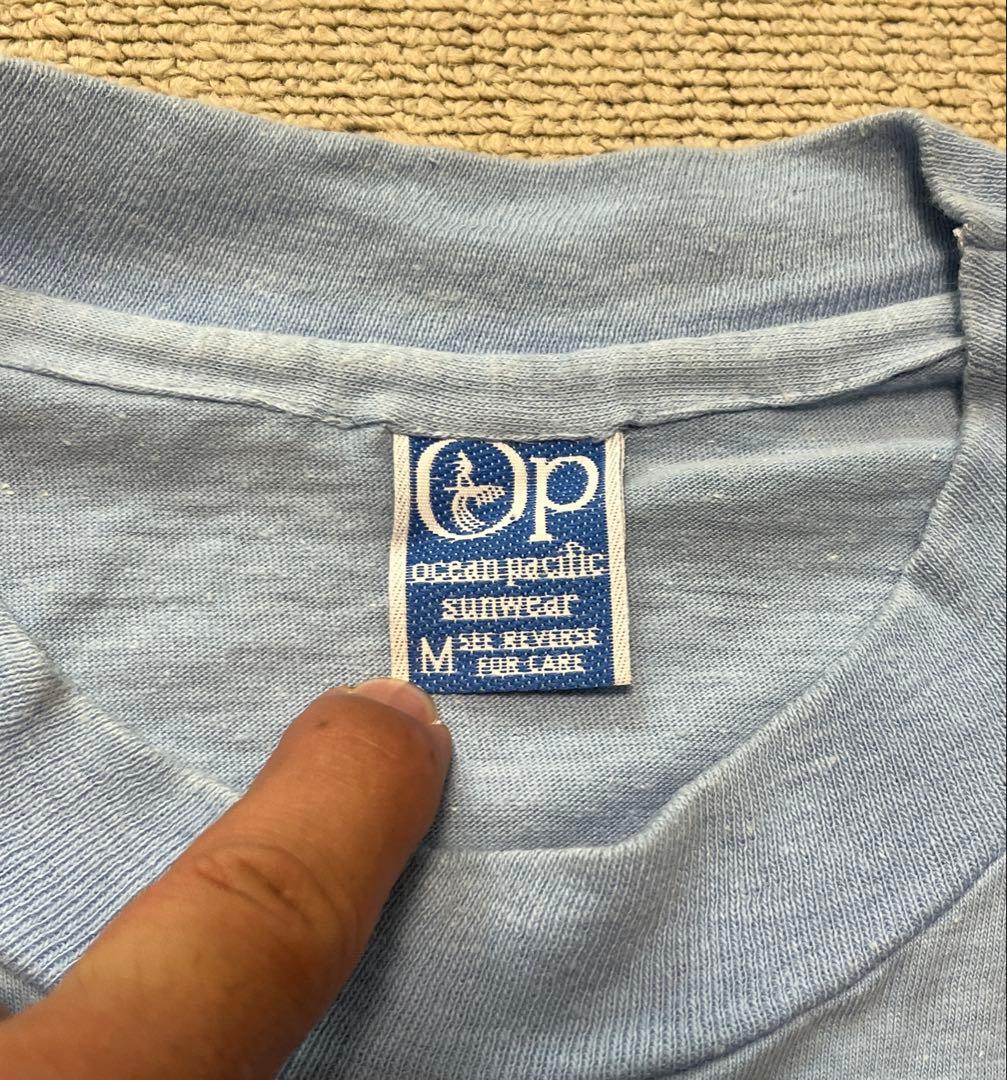 Op
ocean pacific
sunwear
M SEE REVERSE
FOR CARE